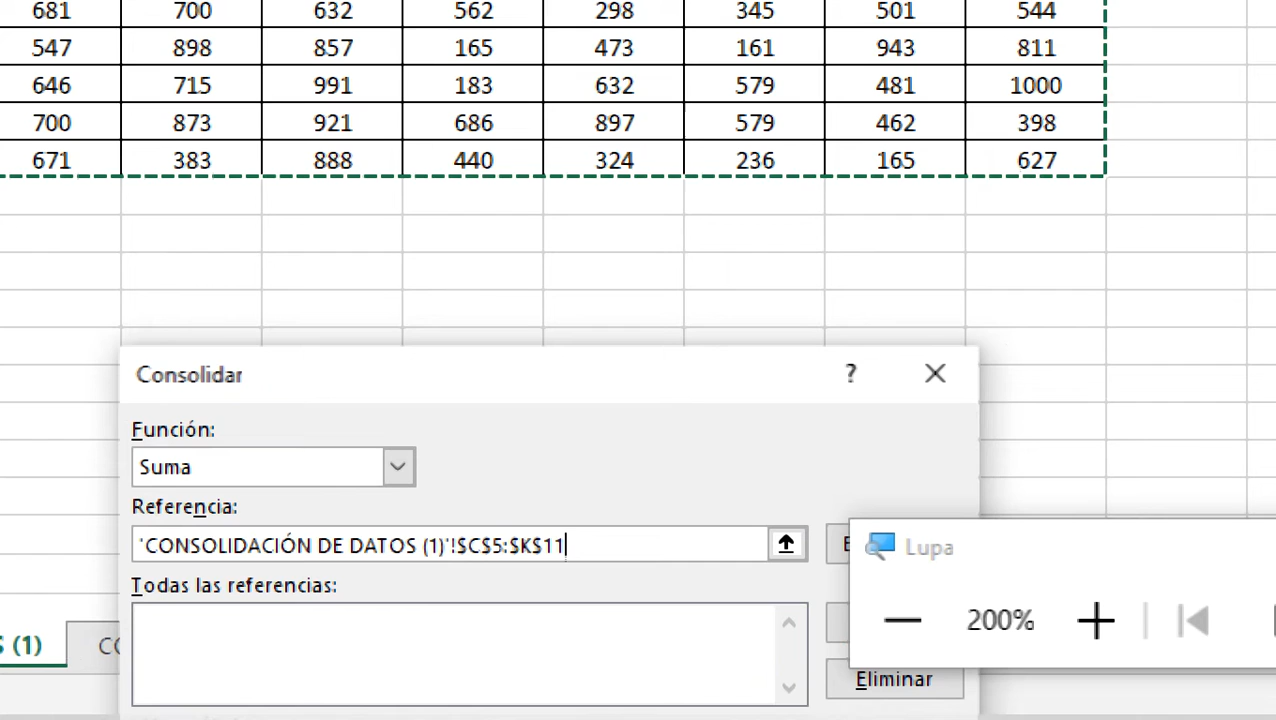 681 700 632 562 298 345 501 544
547 898 857 165 473 161 943 811
646 715 991 183 632 579 481 1000
700 873 921 686 897 579 462 398
671 383 888 440 324 236 165 627
Consolidar ?
Función:
Suma
Referencia:
'CONSOLIDACIÓN DE DATOS (1)'!$C$5:$K$11
Lupa
Todas las referencias:
200%
(1)
Eliminar